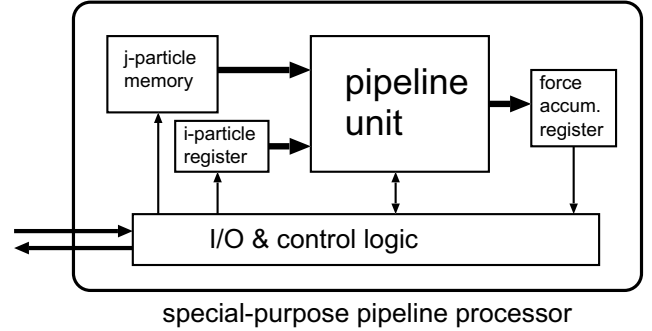 j-particle
memory
i-particle
register
pipeline
unit
force
accum.
register
I/O & control logic
special-purpose pipeline processor